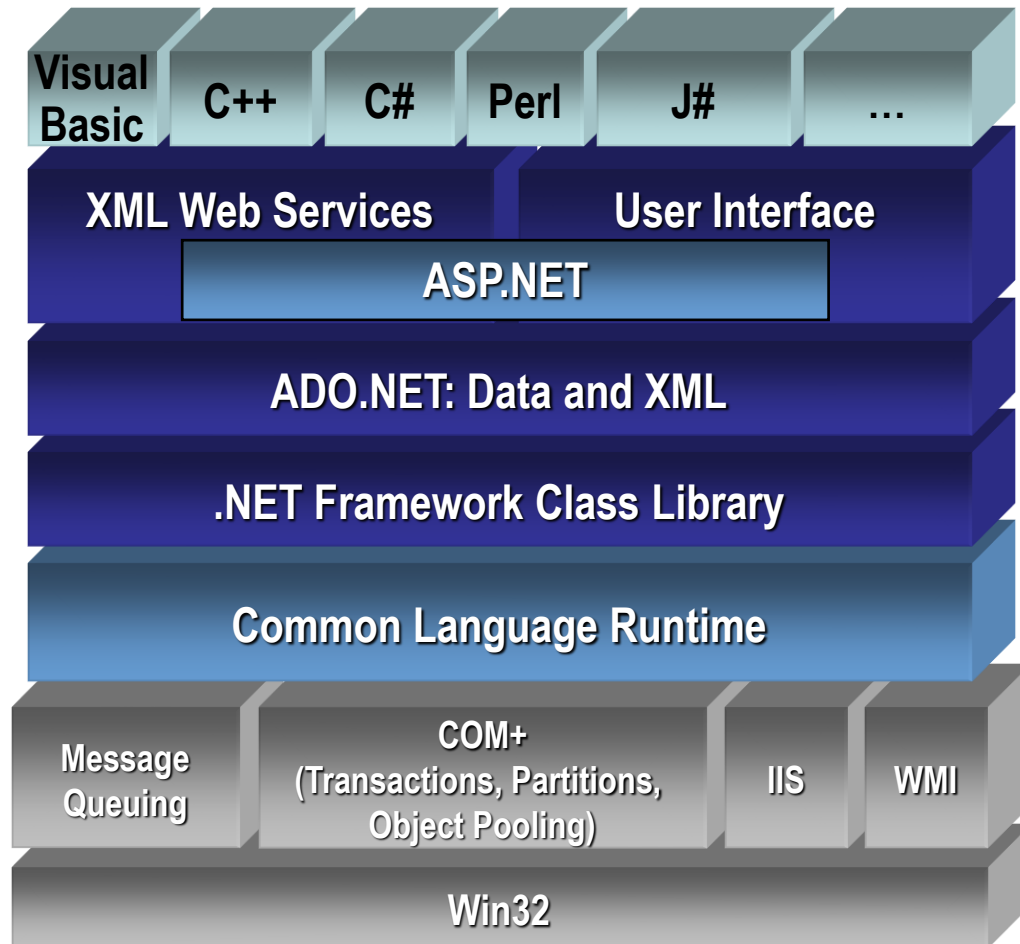 Visual
Basic
C++
C#
Perl
J#
...
XML Web Services
User Interface
ASP.NET
ADO.NET: Data and XML
.NET Framework Class Library
Common Language Runtime
Message
Queuing
COM+
(Transactions, Partitions,
Object Pooling)
IIS
WMI
Win32